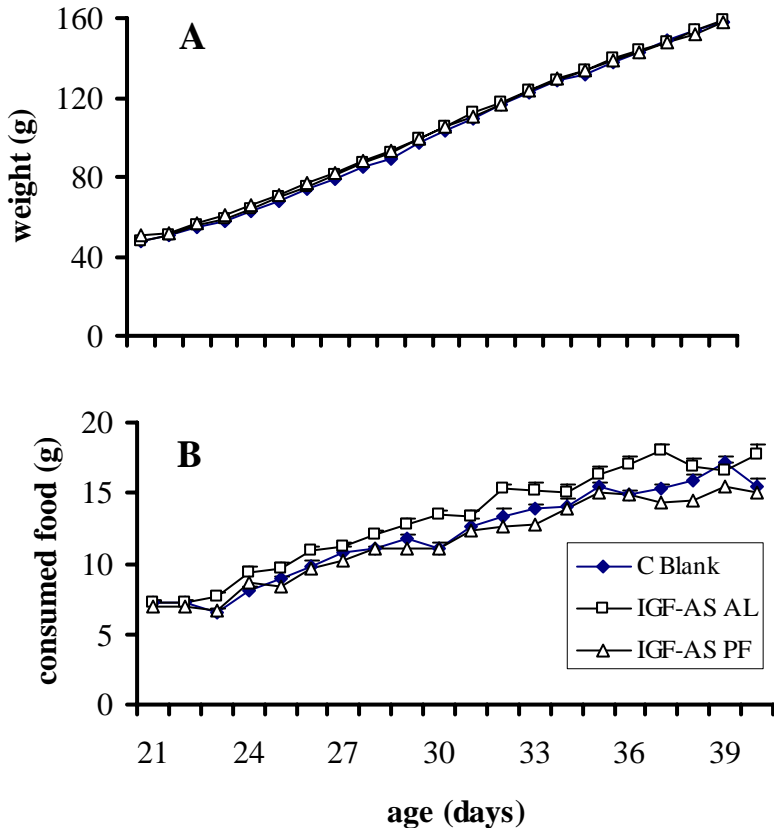 A
weight (g)
160
120
80
40
0
B
consumed food (g)
20
15
10
5
0
C Blank
IGF-AS AL
IGF-AS PF
21 24 27 30 33 36 39
age (days)